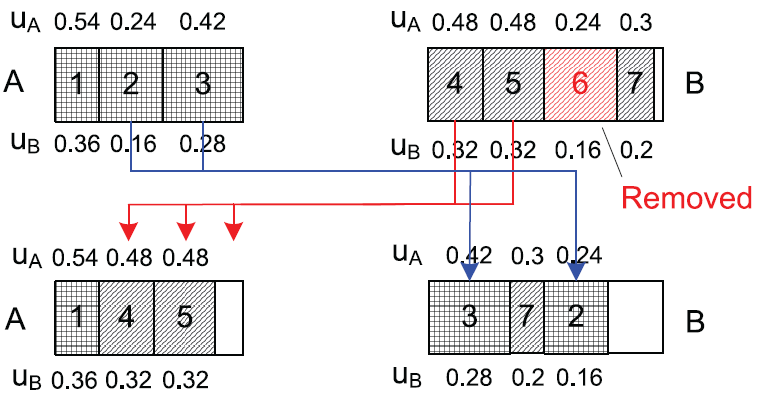 uA 0.54 0.24 0.42
A 1 2 3
uB 0.36 0.16 0.28
uA 0.48 0.48 0.24 0.3
4 5 6 7 B
uB 0.32 0.32 0.16 0.2
Removed
uA 0.54 0.48 0.48
A 1 4 5
uB 0.36 0.32 0.32
uA 0.42 0.3 0.24
3 7 2 B
uB 0.28 0.2 0.16